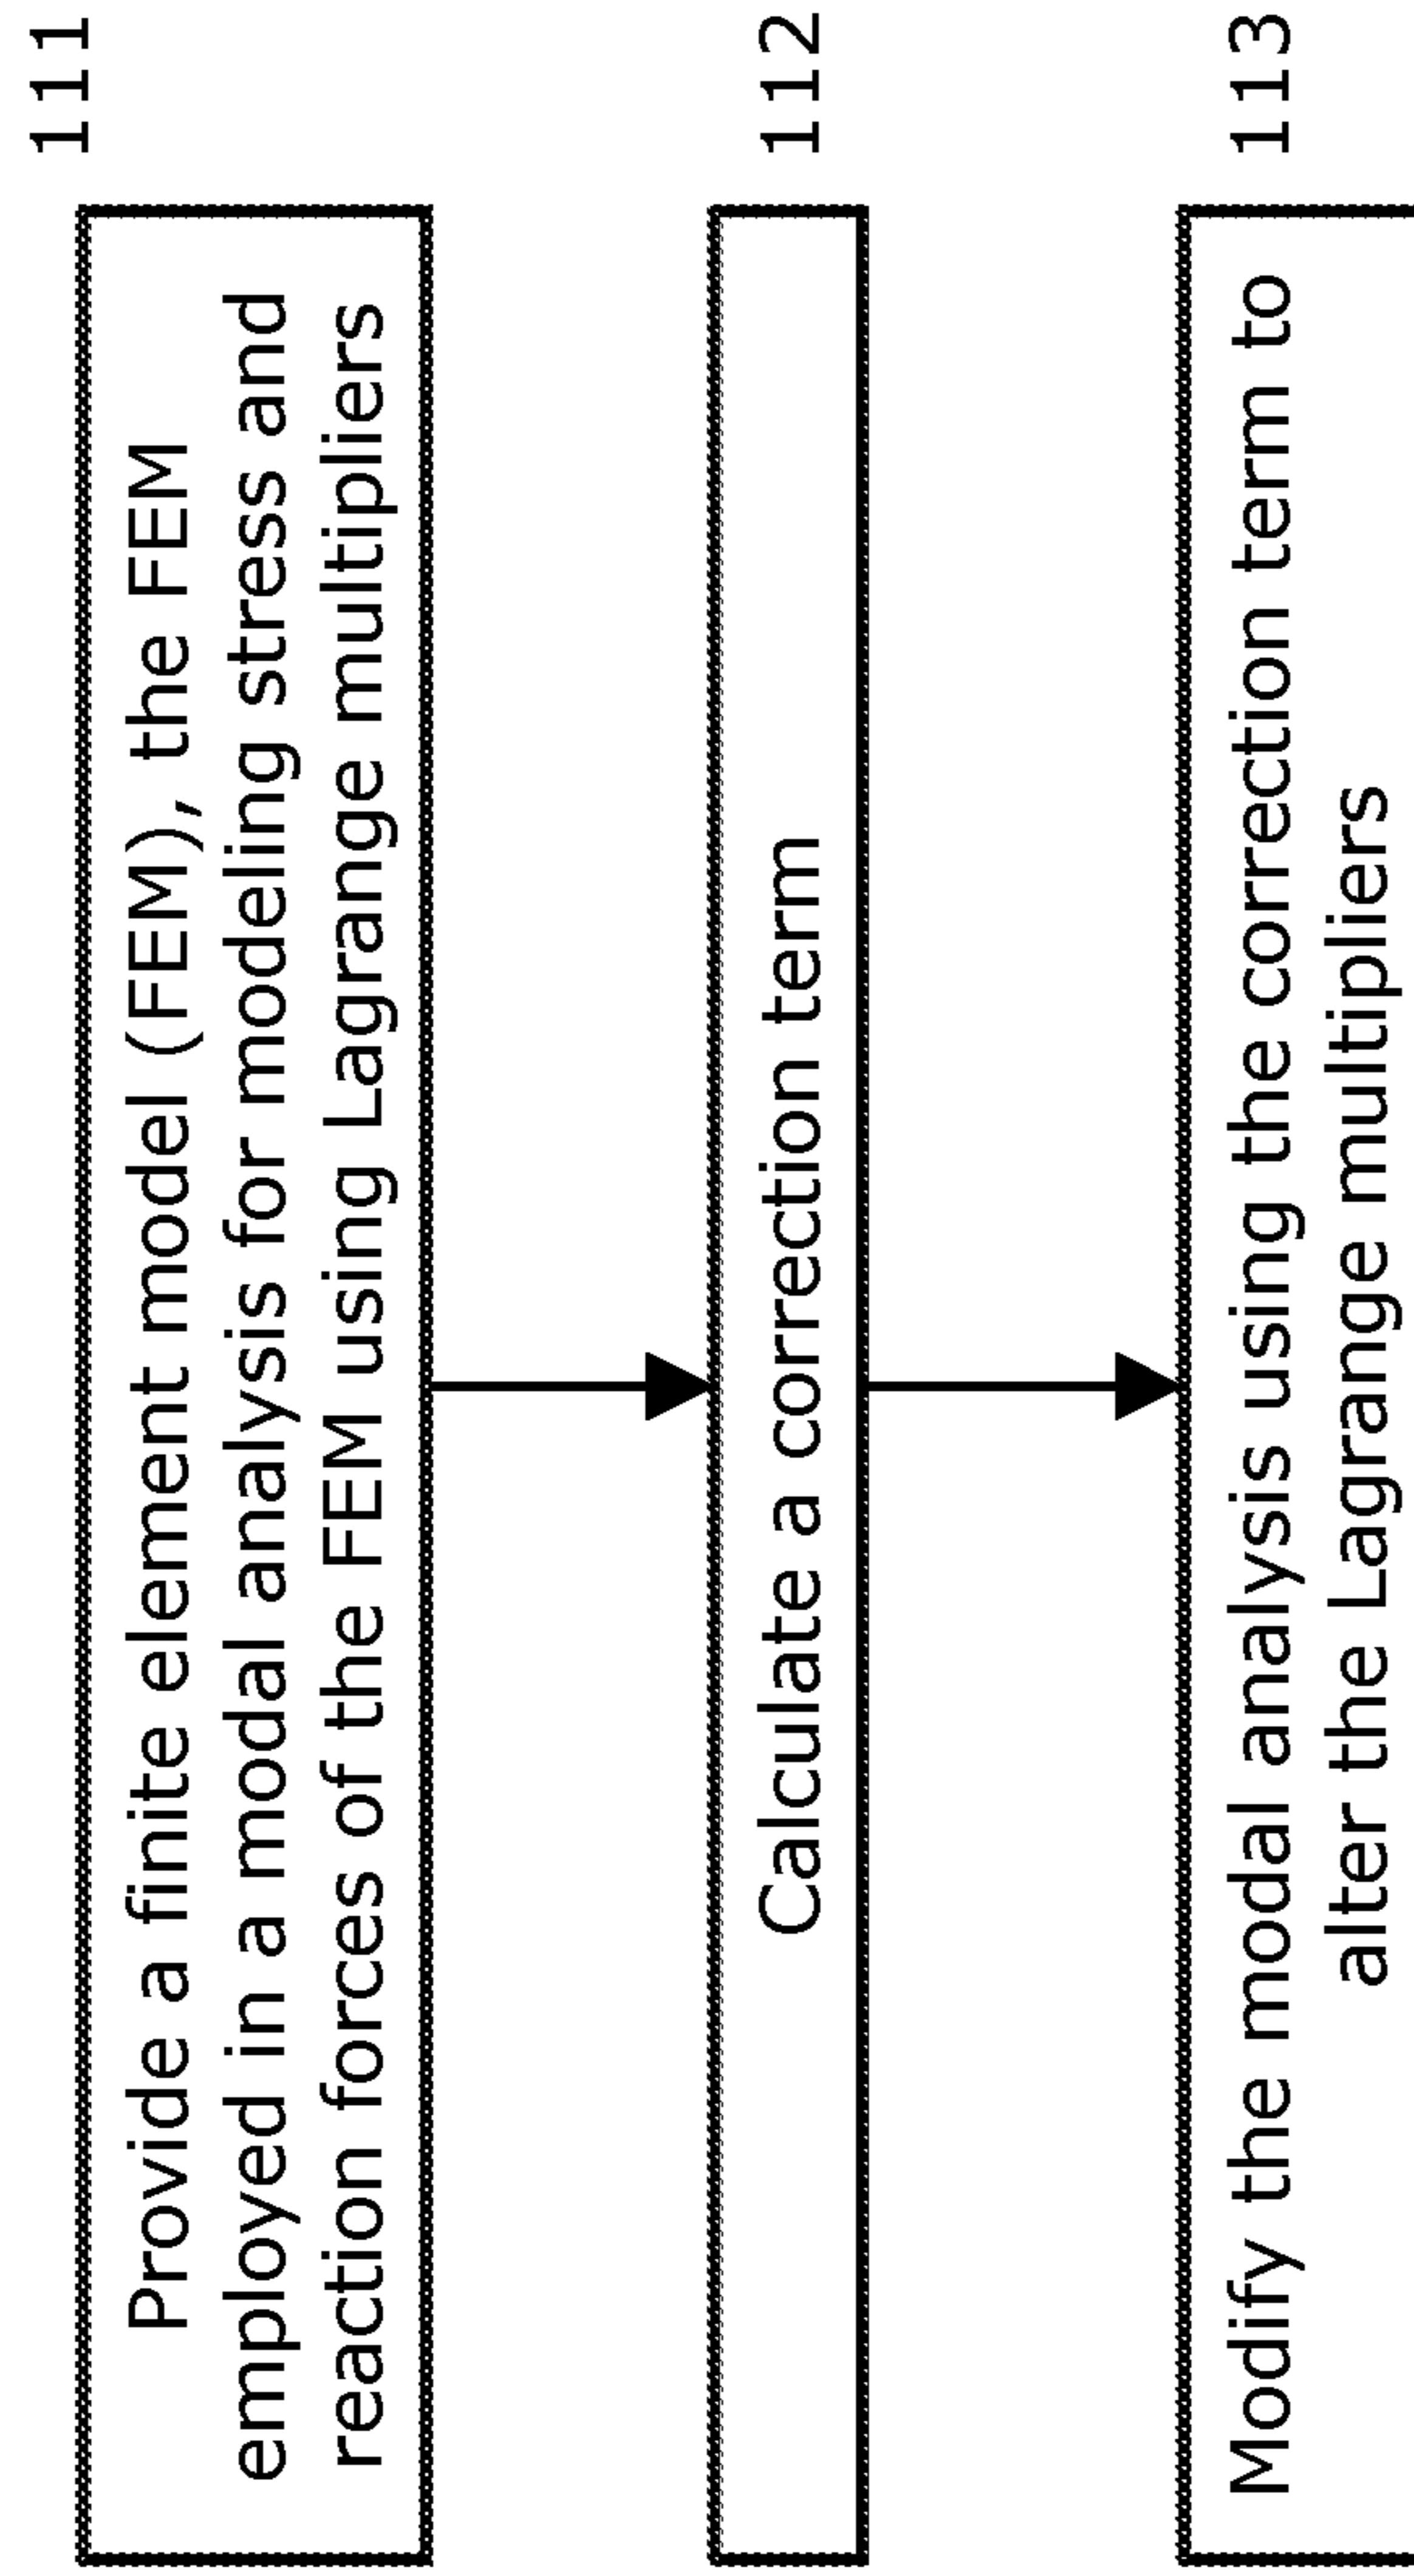 111
Provide a finite element model (FEM), the FEM
employed in a modal analysis for modeling stress and
reaction forces of the FEM using Lagrange multipliers
112
Calculate a correction term
113
Modify the modal analysis using the correction term to
alter the Lagrange multipliers